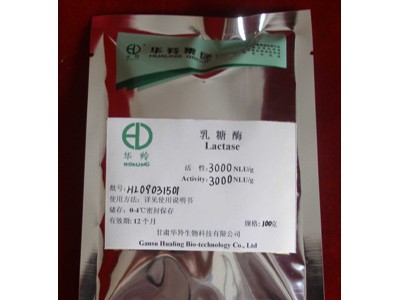 华羚集团
HUALING GROUP
乳糖酶
Lactase
华羚
HUALING
活 性:3000NLU/g
Activity:3000NLU/g
批号:HL09031501
使用方法:详见使用说明书
储存:0-4℃密封保存
有效期:12个月
规格:100克
甘肃华羚生物科技有限公司
Gansu Hualing Bio-technology Co., Ltd